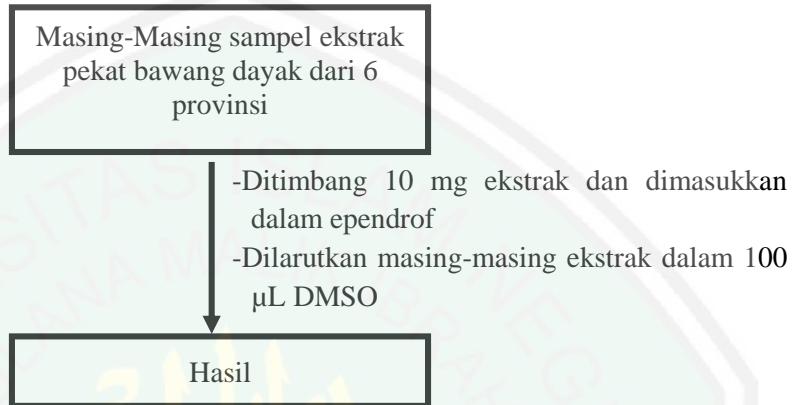 Masing-Masing sampel ekstrak
pekat bawang dayak dari 6
provinsi
-Ditimbang 10 mg ekstrak dan dimasukkan
dalam ependrof
-Dilarutkan masing-masing ekstrak dalam 100
µL DMSO
Hasil